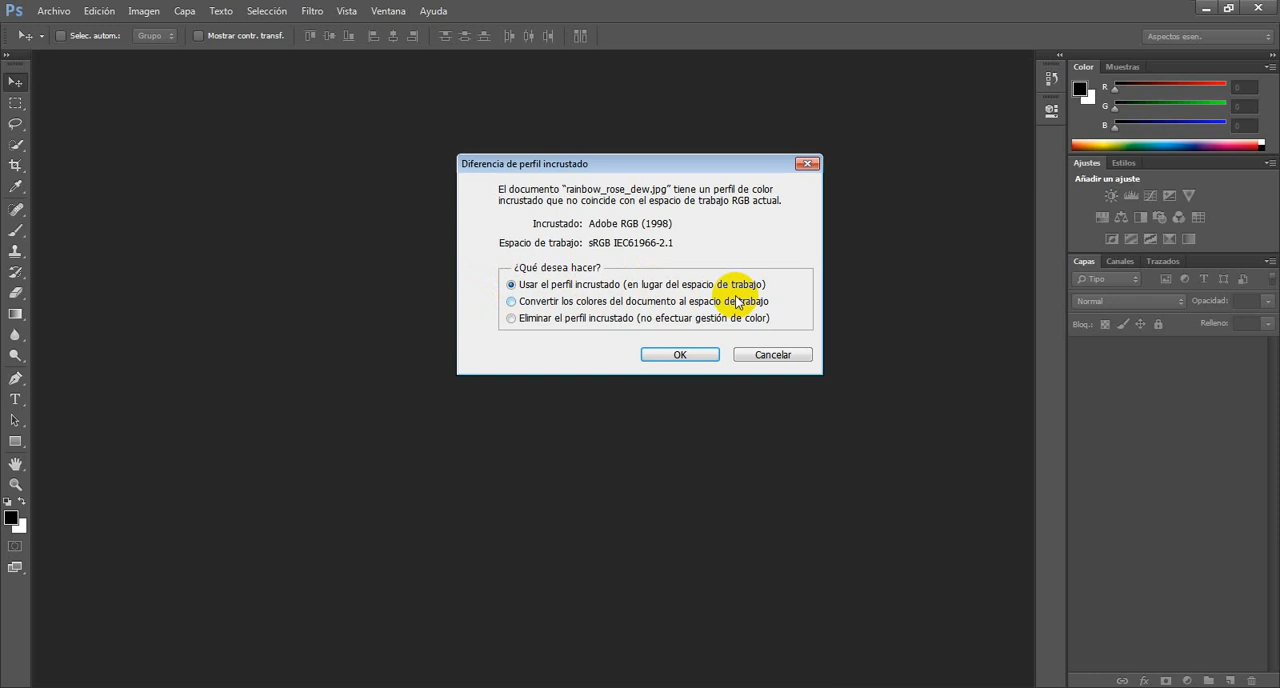 Ps Archivo Edición Imagen Capa Texto Selección Filtro Vista Ventana Ayuda
Selec. autom.: Grupo Mostrar contr. transf. Aspectos esen.
Color Muestras
R 0
G 0
B 0
Ajustes Estilos
Añadir un ajuste
Capas Canales Trazados
Tipo
Normal Opacidad:
Bloq.: Relleno:
Diferencia de perfil incrustado
El documento “rainbow_rose_dew.jpg” tiene un perfil de color
incrustado que no coincide con el espacio de trabajo RGB actual.
Incrustado: Adobe RGB (1998)
Espacio de trabajo: sRGB IEC61966-2.1
¿Qué desea hacer?
Usar el perfil incrustado (en lugar del espacio de trabajo)
Convertir los colores del documento al espacio de trabajo
Eliminar el perfil incrustado (no efectuar gestión de color)
OK Cancelar
T
fx